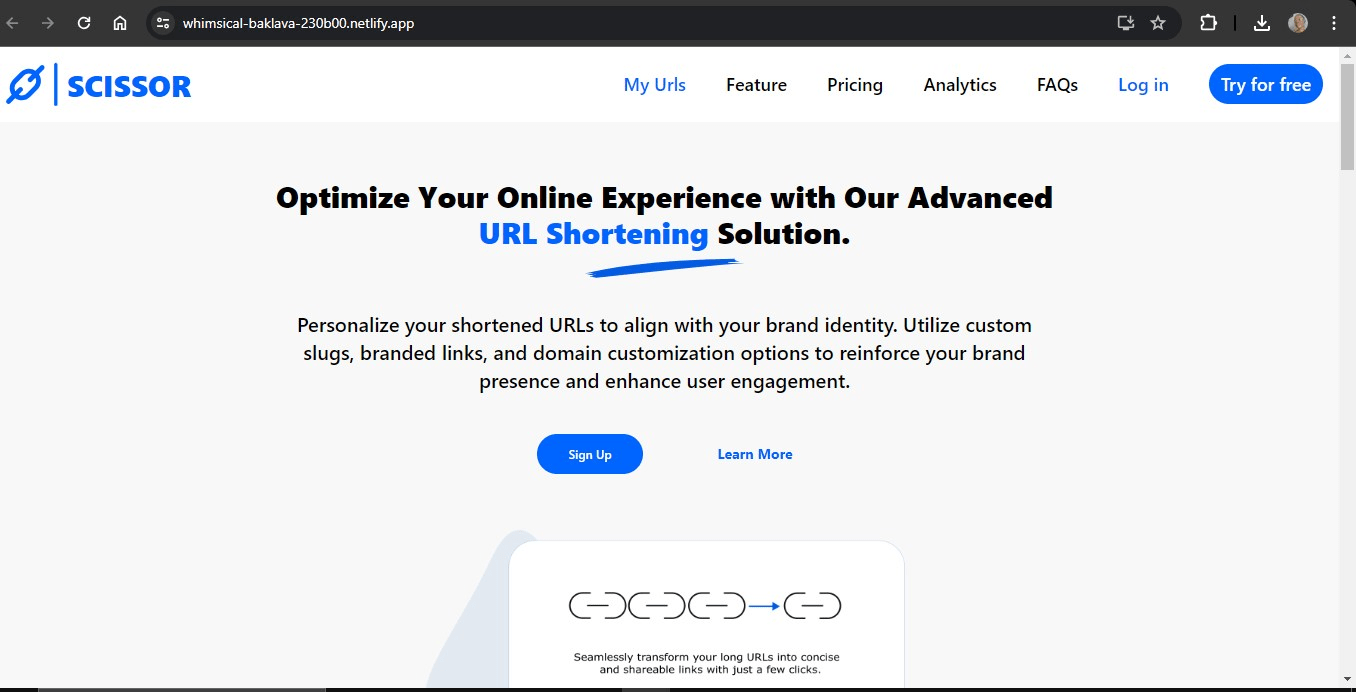 whimsical-baklava-230b00.netlify.app
SCISSOR
My Urls Feature Pricing Analytics FAQs Log in Try for free
Optimize Your Online Experience with Our Advanced
URL Shortening Solution.
Personalize your shortened URLs to align with your brand identity. Utilize custom
slugs, branded links, and domain customization options to reinforce your brand
presence and enhance user engagement.
Sign Up Learn More
Seamlessly transform your long URLs into concise
and shareable links with just a few clicks.